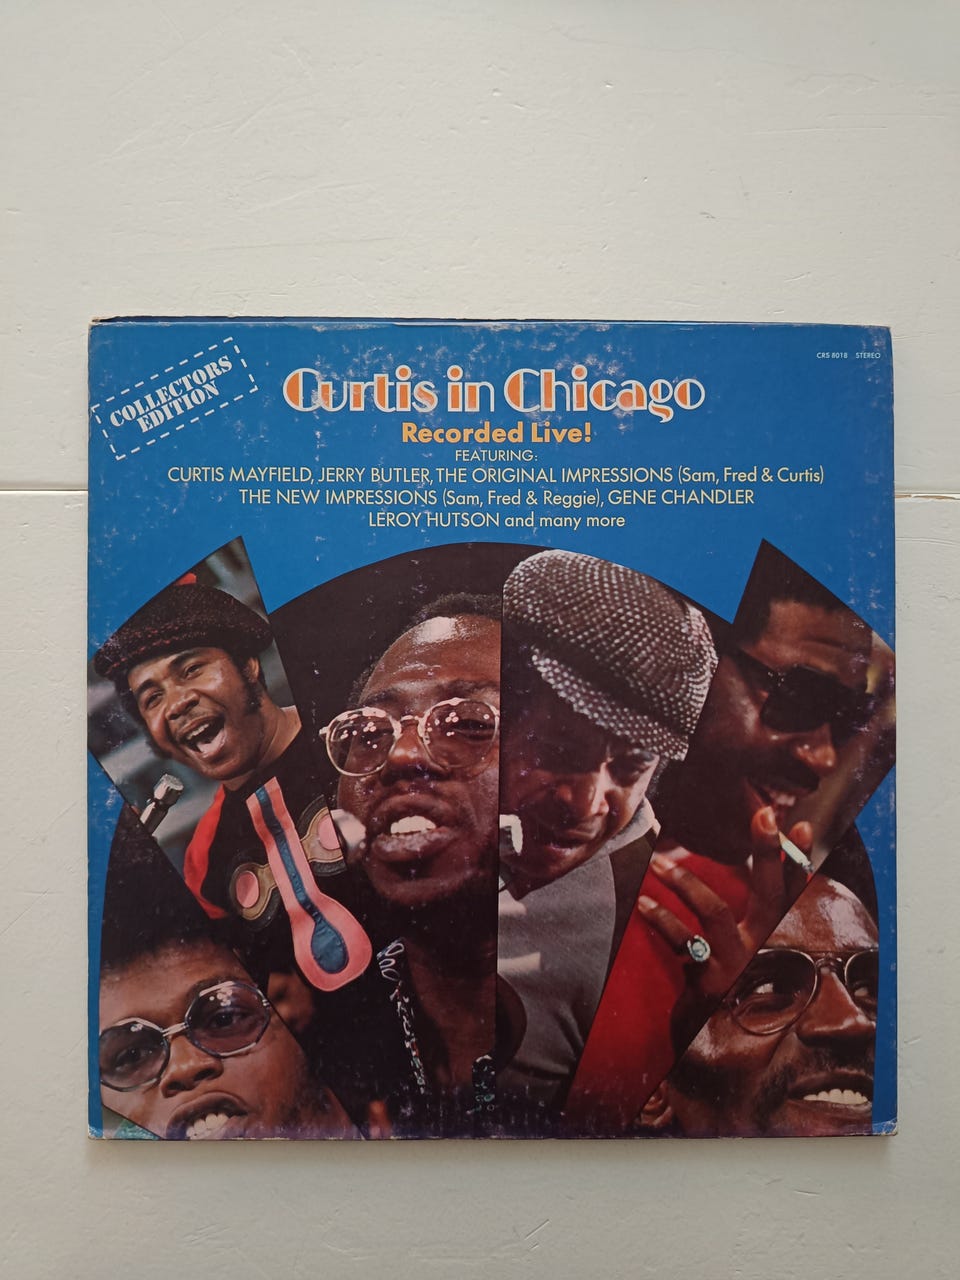 COLLECTORS
EDITION
CRS 8018 STEREO
Curtis in Chicago
Recorded Live!
FEATURING:
CURTIS MAYFIELD, JERRY BUTLER, THE ORIGINAL IMPRESSIONS (Sam, Fred & Curtis)
THE NEW IMPRESSIONS (Sam, Fred & Reggie), GENE CHANDLER
LEROY HUTSON and many more